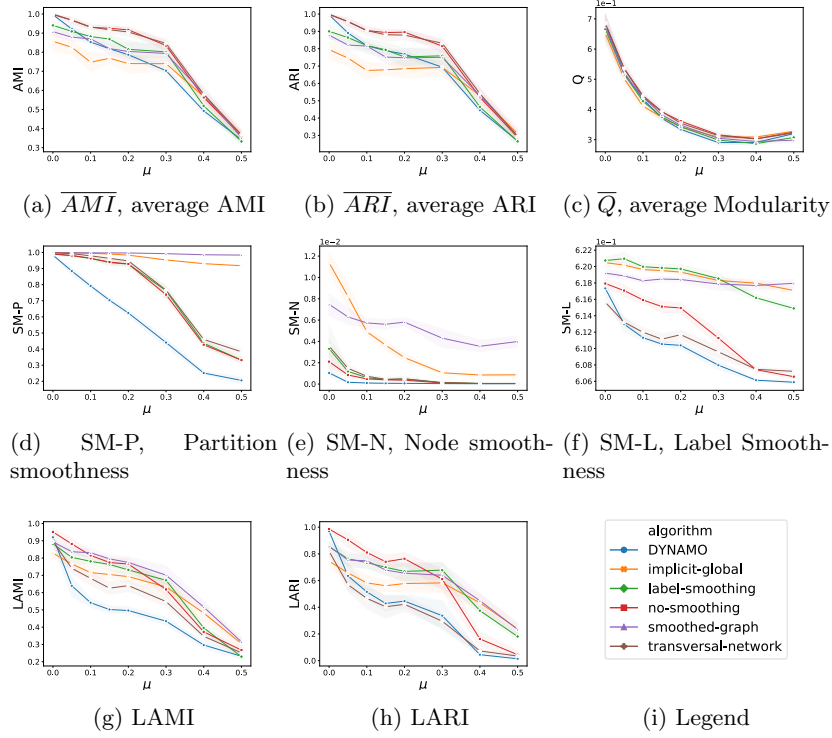 1.0
0.9
0.8
0.7
0.6
0.5
0.4
0.3
AMI
0.0 0.1 0.2 0.3 0.4 0.5
μ
(a) AMI, average AMI
1.0
0.9
0.8
0.7
0.6
0.5
0.4
0.3
ARI
0.0 0.1 0.2 0.3 0.4 0.5
μ
(b) ARI, average ARI
1e−1
7
6
5
4
3
Q
0.0 0.1 0.2 0.3 0.4 0.5
μ
(c) Q, average Modularity
1.0
0.9
0.8
0.7
0.6
0.5
0.4
0.3
0.2
SM-P
0.0 0.1 0.2 0.3 0.4 0.5
μ
(d) SM-P, Partition
smoothness
1e−2
1.2
1.0
0.8
0.6
0.4
0.2
0.0
SM-N
0.0 0.1 0.2 0.3 0.4 0.5
μ
(e) SM-N, Node smooth-
ness
1e−1
6.20
6.18
6.16
6.14
6.12
6.10
6.08
6.06
SM-L
0.0 0.1 0.2 0.3 0.4 0.5
μ
(f) SM-L, Label Smooth-
ness
1.0
0.9
0.8
0.7
0.6
0.5
0.4
0.3
0.2
LAMI
0.0 0.1 0.2 0.3 0.4 0.5
μ
(g) LAMI
1.0
0.8
0.6
0.4
0.2
0.0
LARI
0.0 0.1 0.2 0.3 0.4 0.5
μ
(h) LARI
algorithm
DYNAMO
implicit-global
label-smoothing
no-smoothing
smoothed-graph
transversal-network
(i) Legend